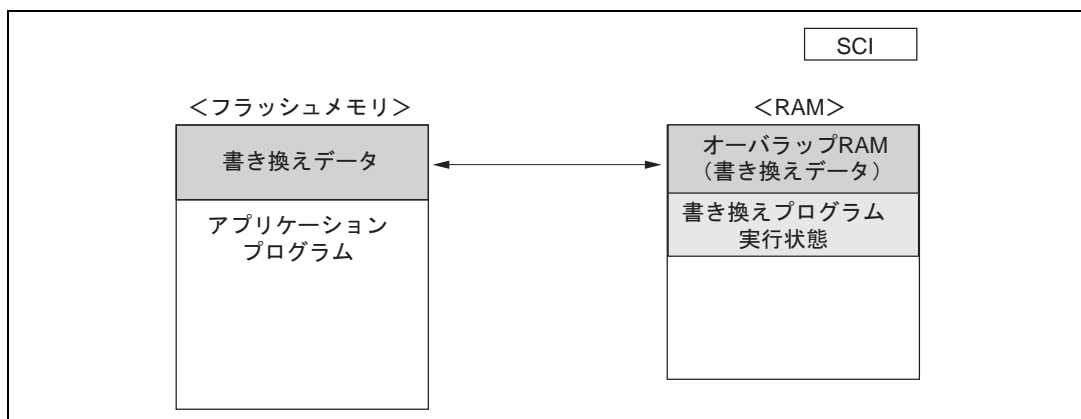 SCI
＜フラッシュメモリ＞
書き換えデータ
アプリケーション
プログラム
＜RAM＞
オーバラップRAM
（書き換えデータ）
書き換えプログラム
実行状態